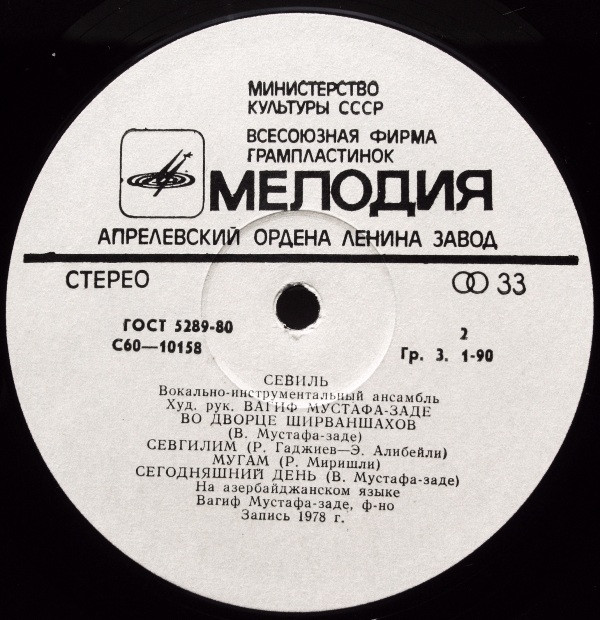 МИНИСТЕРСТВО
КУЛЬТУРЫ СССР
ВСЕСОЮЗНАЯ ФИРМА
ГРАМПЛАСТИНОК
МЕЛОДИЯ
АПРЕЛЕВСКИЙ ОРДЕНА ЛЕНИНА ЗАВОД
СТЕРЕО 33
ГОСТ 5289-80
С60—10158
2
Гр. 3. 1-90
СЕВИЛЬ
Вокально-инструментальный ансамбль
Худ. рук. ВАГИФ МУСТАФА-ЗАДЕ
ВО ДВОРЦЕ ШИРВАНШАХОВ
(В. Мустафа-заде)
СЕВГИЛИМ (Р. Гаджиев—Э. Алибейли)
МУГАМ (Р. Миришли)
СЕГОДНЯШНИЙ ДЕНЬ (В. Мустафа-заде)
На азербайджанском языке
Вагиф Мустафа-заде, ф-но
Запись 1978 г.